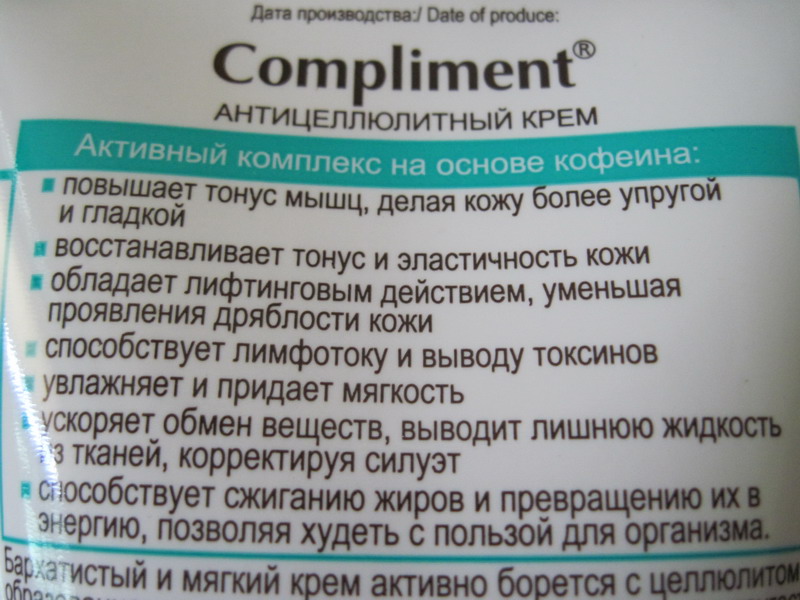 Дата производства:/ Date of produce:
Compliment®
АНТИЦЕЛЛЮЛИТНЫЙ КРЕМ
Активный комплекс на основе кофеина:
повышает тонус мышц, делая кожу более упругой
и гладкой
восстанавливает тонус и эластичность кожи
обладает лифтинговым действием, уменьшая
проявления дряблости кожи
способствует лимфотоку и выводу токсинов
увлажняет и придает мягкость
ускоряет обмен веществ, выводит лишнюю жидкость
из тканей, корректируя силуэт
способствует сжиганию жиров и превращению их в
энергию, позволяя худеть с пользой для организма.
Бархатистый и мягкий крем активно борется с целлюлитом